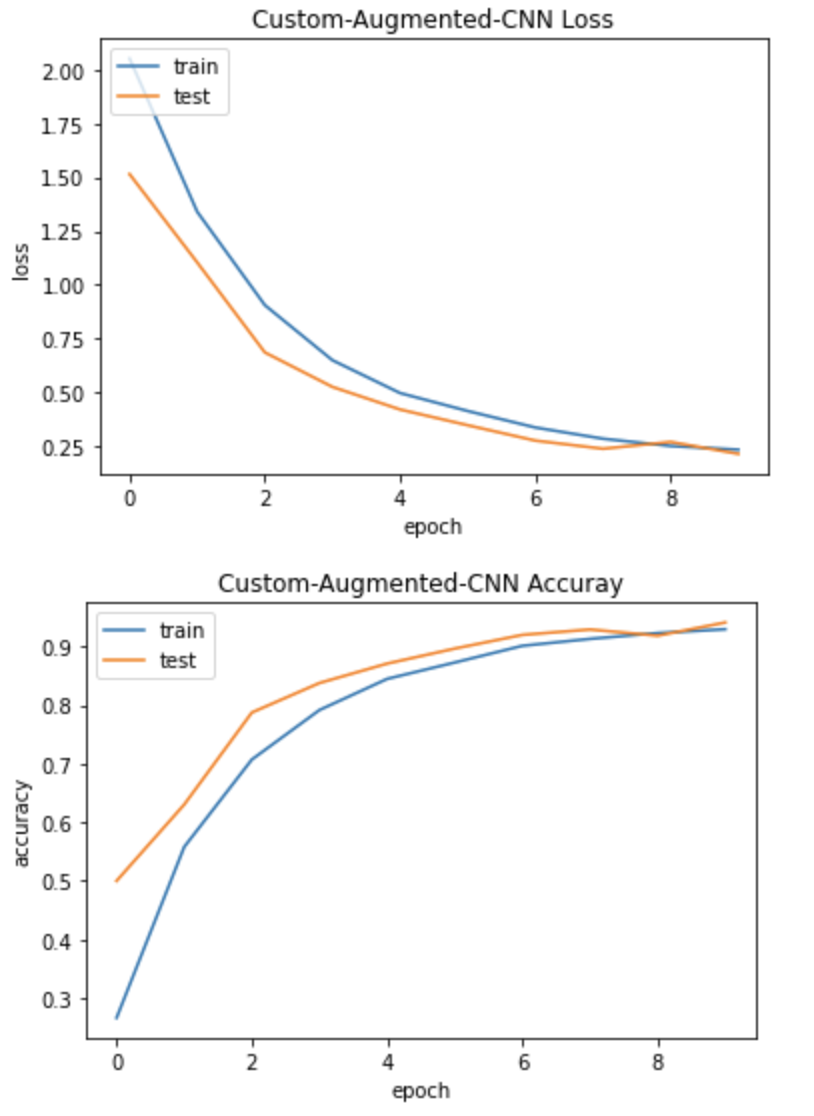 Custom-Augmented-CNN Loss
train
test
2.00
1.75
1.50
1.25
1.00
0.75
0.50
0.25
loss
0 2 4 6 8
epoch
Custom-Augmented-CNN Accuray
train
test
0.9
0.8
0.7
0.6
0.5
0.4
0.3
accuracy
0 2 4 6 8
epoch